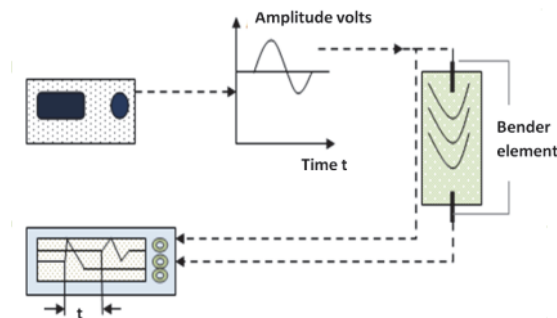 Amplitude volts
Time t
Bender
element
t